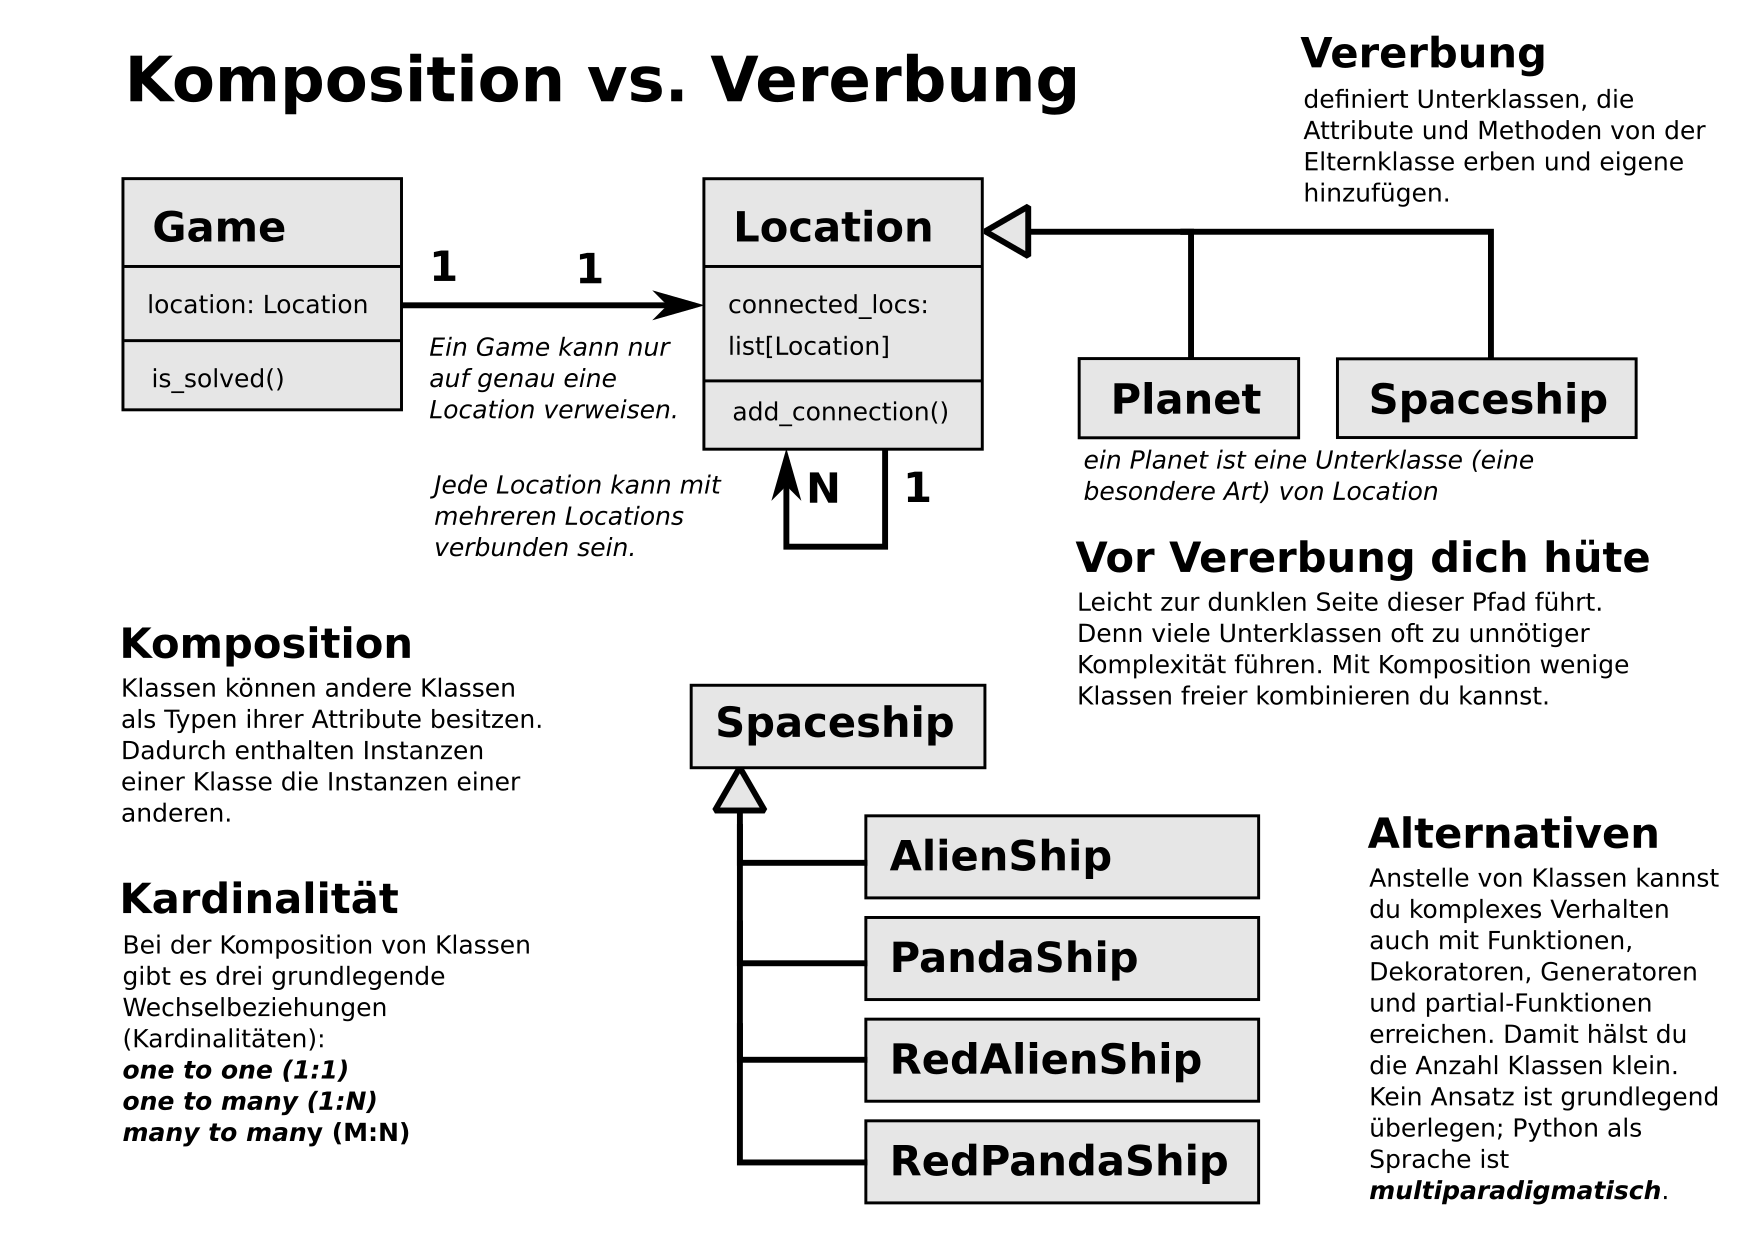 Komposition vs. Vererbung
Vererbung
definiert Unterklassen, die
Attribute und Methoden von der
Elternklasse erben und eigene
hinzufügen.
Game
location: Location
is_solved()
1
1
Ein Game kann nur
auf genau eine
Location verweisen.
Location
connected_locs:
list[Location]
add_connection()
N
1
Jede Location kann mit
mehreren Locations
verbunden sein.
Planet
Spaceship
ein Planet ist eine Unterklasse (eine
besondere Art) von Location
Vor Vererbung dich hüte
Leicht zur dunklen Seite dieser Pfad führt.
Denn viele Unterklassen oft zu unnötiger
Komplexität führen. Mit Komposition wenige
Klassen freier kombinieren du kannst.
Komposition
Klassen können andere Klassen
als Typen ihrer Attribute besitzen.
Dadurch enthalten Instanzen
einer Klasse die Instanzen einer
anderen.
Kardinalität
Bei der Komposition von Klassen
gibt es drei grundlegende
Wechselbeziehungen
(Kardinalitäten):
one to one (1:1)
one to many (1:N)
many to many (M:N)
Spaceship
AlienShip
PandaShip
RedAlienShip
RedPandaShip
Alternativen
Anstelle von Klassen kannst
du komplexes Verhalten
auch mit Funktionen,
Dekoratoren, Generatoren
und partial-Funktionen
erreichen. Damit hälst du
die Anzahl Klassen klein.
Kein Ansatz ist grundlegend
überlegen; Python als
Sprache ist
multiparadigmatisch.